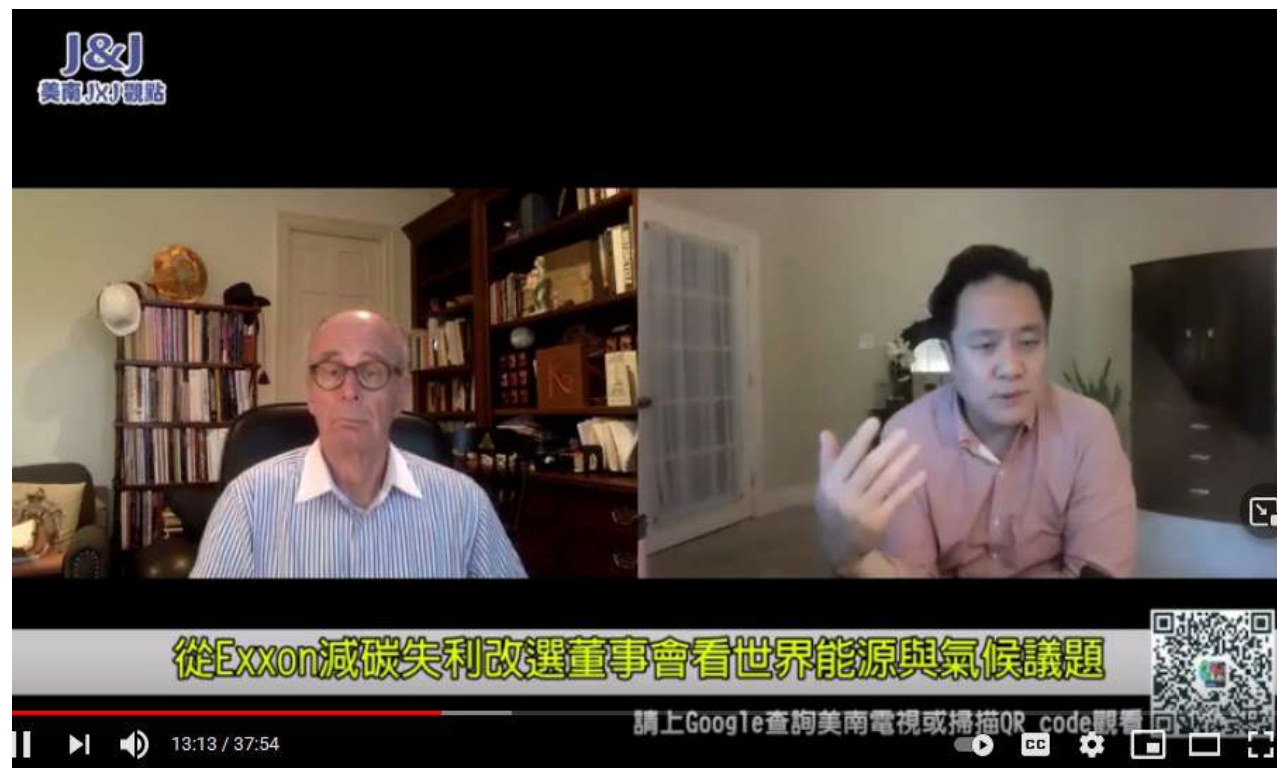 J&J
美南JXJ觀點
從Exxon減碳失利改選董事會看世界能源與氣候議題
請上Google查詢美南電視或掃描QR code觀看
13:13 / 37:54
CC